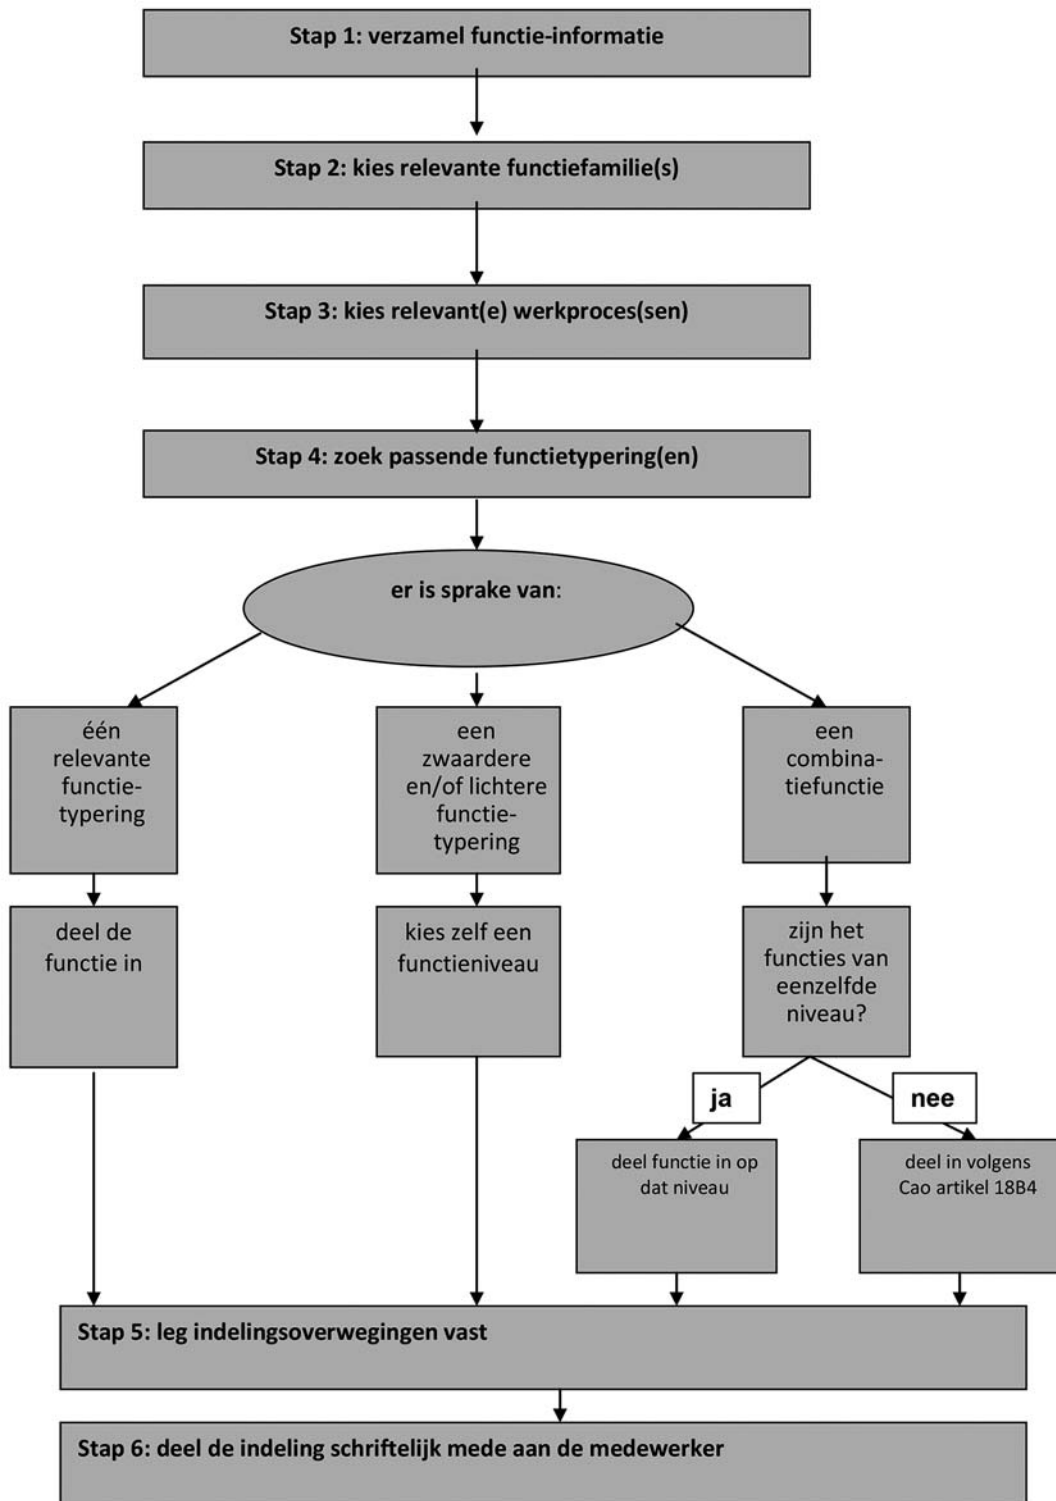 Stap 1: verzamel functie-informatie
Stap 2: kies relevante functiefamilie(s)
Stap 3: kies relevant(e) werkproces(sen)
Stap 4: zoek passende functietypering(en)
er is sprake van:
één
relevante
functie-
typering
een
zwaardere
en/of lichtere
functie-
typering
een
combina-
tiefunctie
deel de
functie in
kies zelf een
functieniveau
zijn het
functies van
eenzelfde
niveau?
ja
nee
deel functie in op
dat niveau
deel in volgens
Cao artikel 18B4
Stap 5: leg indelingsoverwegingen vast
Stap 6: deel de indeling schriftelijk mede aan de medewerker